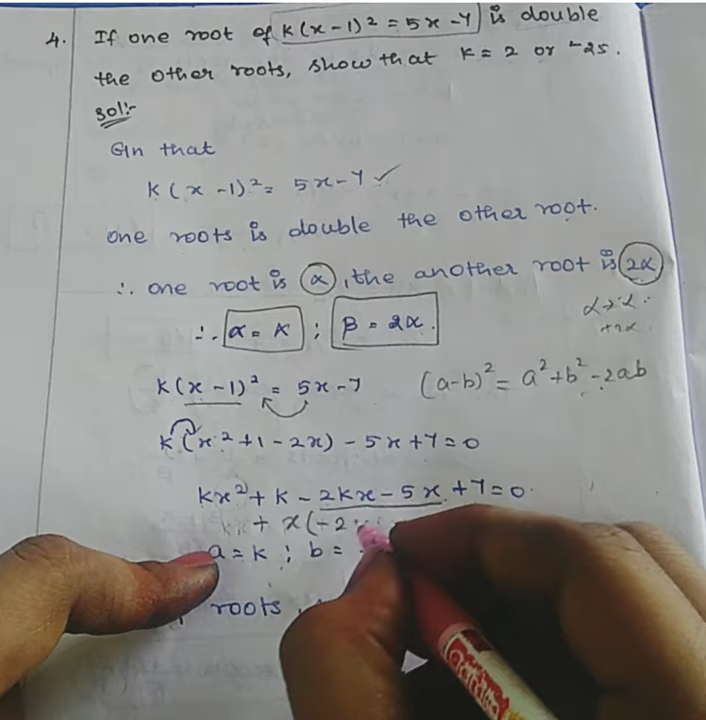 4. If one root of k(x-1)² = 5x-7 is double
the other roots, show that k = 2 or -25.
Sol:-
Gn that
k(x-1)² = 5x-7 ✓
one roots is double the other root.
∴ one root is α, the another root is 2α
∴ α = α ; β = 2α.
k(x-1)² = 5x-7 (a-b)² = a²+b²-2ab
k(x²+1-2x) - 5x+7=0
kx²+k-2kx-5x+7=0.
+ x(-2
a = k ; b =
roots